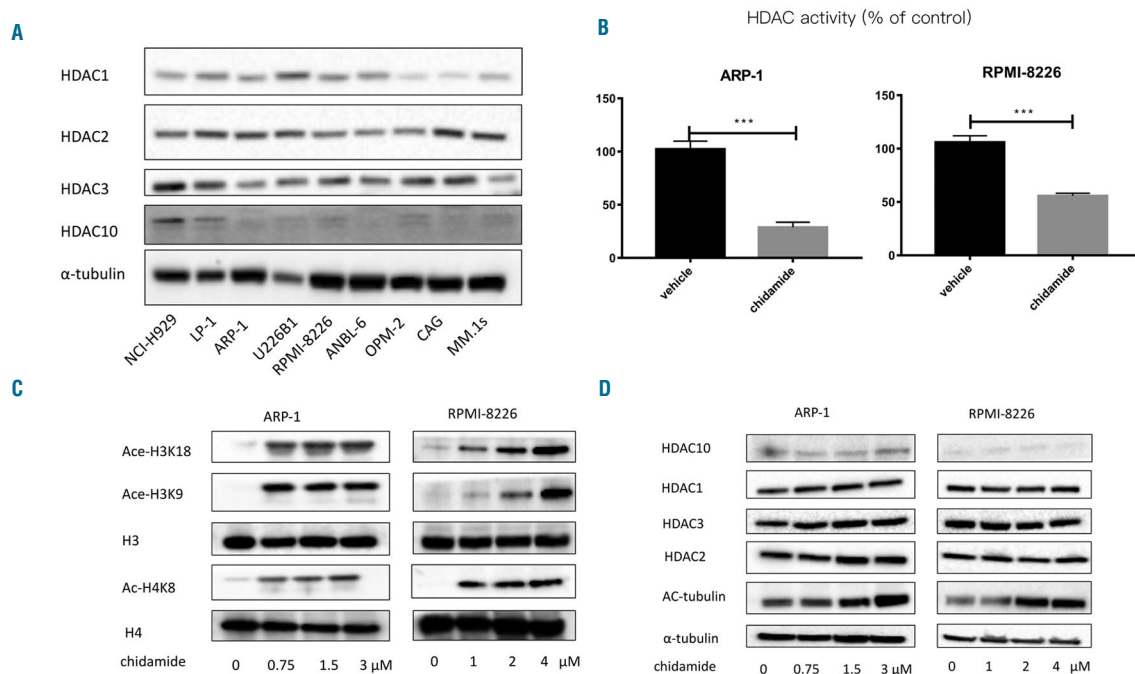 A
HDAC1
HDAC2
HDAC3
HDAC10
α-tubulin
NCI-H929
LP-1
ARP-1
U226B1
RPMI-8226
ANBL-6
OPM-2
CAG
MM.1s
B
HDAC activity (% of control)
ARP-1
150
100
50
0
***
vehicle
chidamide
RPMI-8226
150
100
50
0
***
vehicle
chidamide
C
ARP-1 RPMI-8226
Ace-H3K18
Ace-H3K9
H3
Ac-H4K8
H4
chidamide 0 0.75 1.5 3 μM 0 1 2 4 μM
D
ARP-1 RPMI-8226
HDAC10
HDAC1
HDAC3
HDAC2
AC-tubulin
α-tubulin
chidamide 0 0.75 1.5 3 μM 0 1 2 4 μM